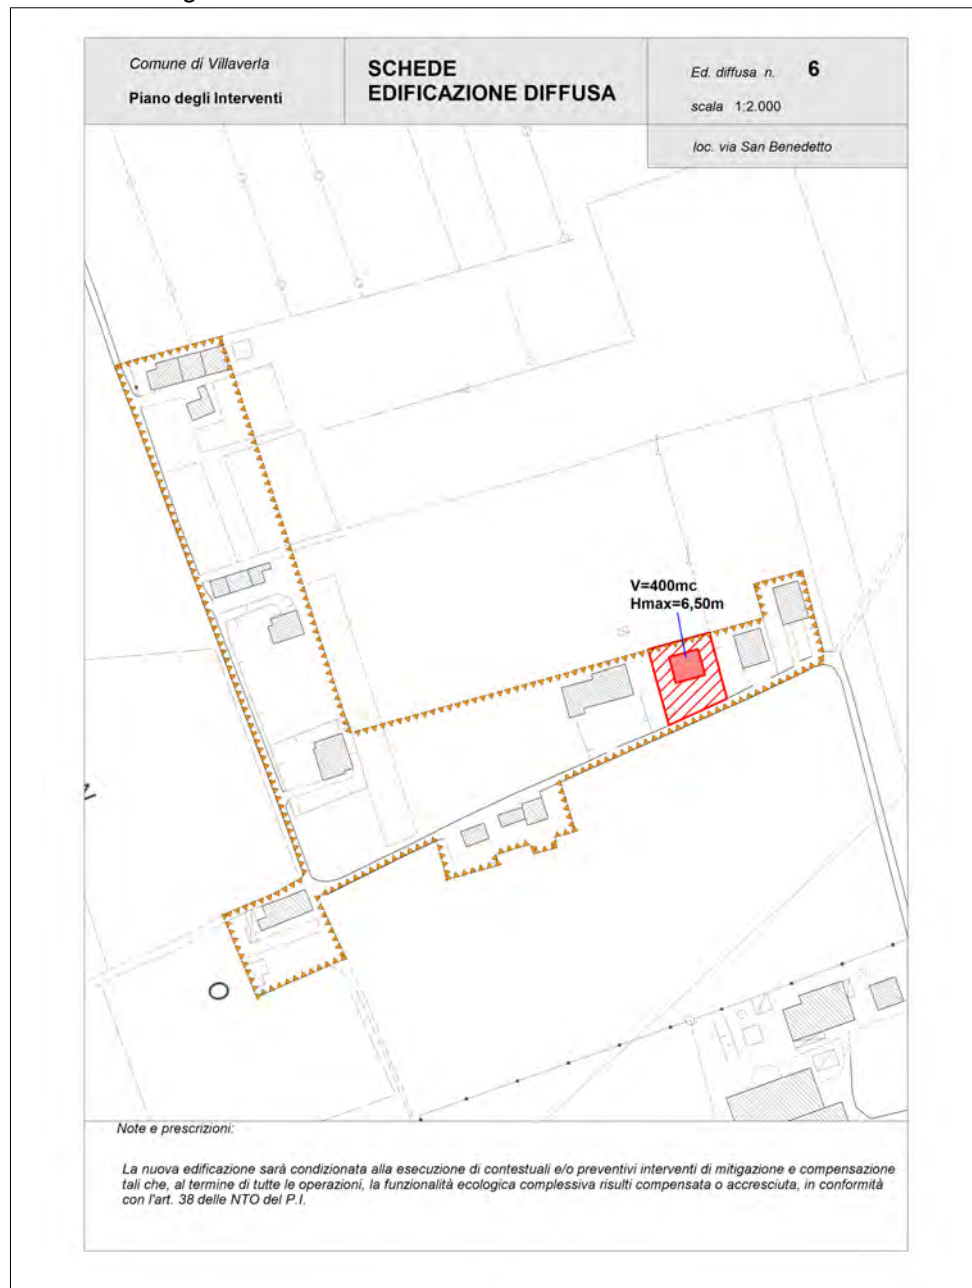 Comune di Villaverla
Piano degli Interventi
SCHEDE
EDIFICAZIONE DIFFUSA
Ed. diffusa n. 6
scala 1:2.000
loc. via San Benedetto
V=400mc
Hmax=6,50m
N
O
Note e prescrizioni:
La nuova edificazione sarà condizionata alla esecuzione di contestuali e/o preventivi interventi di mitigazione e compensazione
tali che, al termine di tutte le operazioni, la funzionalità ecologica complessiva risulti compensata o accresciuta, in conformità
con l'art. 38 delle NTO del P.I.